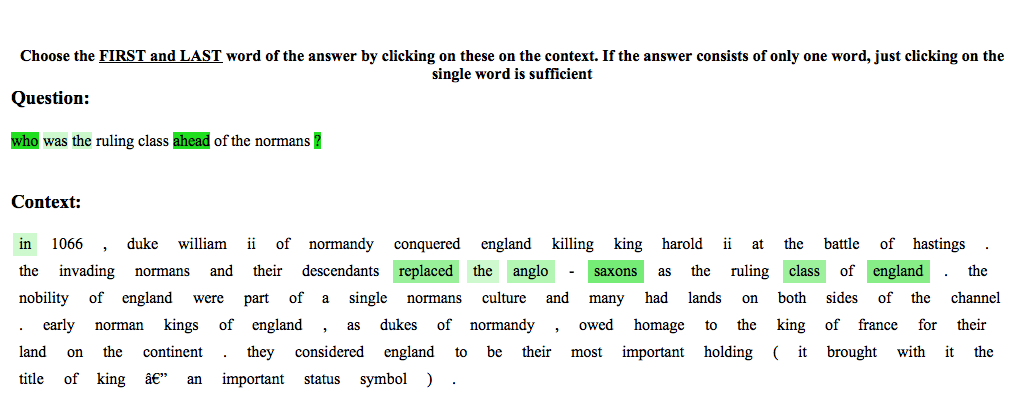 Choose the FIRST and LAST word of the answer by clicking on these on the context. If the answer consists of only one word, just clicking on the
single word is sufficient
Question:
who was the ruling class ahead of the normans ?
Context:
in 1066 , duke william ii of normandy conquered england killing king harold ii at the battle of hastings .
the invading normans and their descendants replaced the anglo - saxons as the ruling class of england . the
nobility of england were part of a single normans culture and many had lands on both sides of the channel
. early norman kings of england , as dukes of normandy , owed homage to the king of france for their
land on the continent . they considered england to be their most important holding ( it brought with it the
title of king â€” an important status symbol ) .